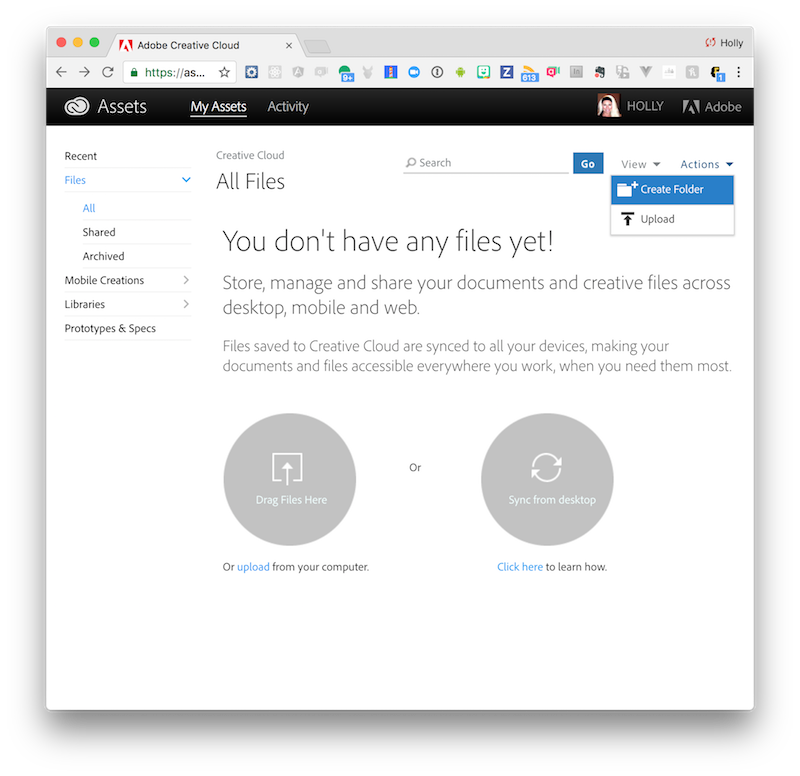 Adobe Creative Cloud
Holly
https://as...
9+
613
1
Assets
My Assets
Activity
HOLLY
Adobe
Recent
Files
All
Shared
Archived
Mobile Creations
Libraries
Prototypes & Specs
Creative Cloud
All Files
Search
Go
View
Actions
Create Folder
Upload
You don't have any files yet!
Store, manage and share your documents and creative files across
desktop, mobile and web.
Files saved to Creative Cloud are synced to all your devices, making your
documents and files accessible everywhere you work, when you need them most.
Drag Files Here
Or
Sync from desktop
Or upload from your computer.
Click here to learn how.